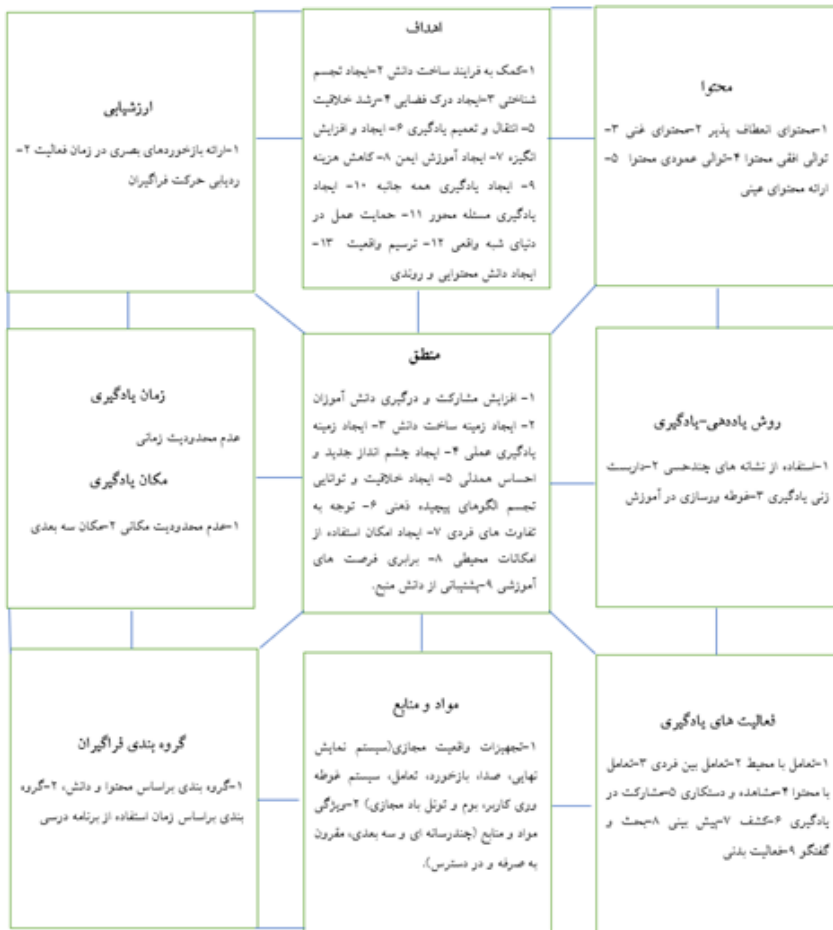 اهداف
۱-کمک به فرایند ساخت دانش ۲-ایجاد تجسم
شناختی ۳-ایجاد درک فضایی ۴-رشد خلاقیت
۵- انتقال و تعمیم یادگیری ۶- ایجاد و افزایش
انگیزه ۷- ایجاد آموزش ایمن ۸- کاهش هزینه
۹- ایجاد یادگیری همه جانبه ۱۰- ایجاد
یادگیری مسئله محور ۱۱- حمایت عمل در
دنیای شبه واقعی ۱۲- ترسیم واقعیت ۱۳-
ایجاد دانش محتوایی و روندی
محتوا
۱-محتوای انعطاف پذیر ۲-محتوای غنی ۳-
توالی افقی محتوا ۴-توالی عمودی محتوا ۵-
ارائه محتوای عینی
ارزشیابی
۱-ارائه بازخوردهای بصری در زمان فعالیت ۲-
ردیابی حرکت فراگیران
روش یاددهی-یادگیری
۱-استفاده از نشانه های چندحسی ۲-داربست
زنی یادگیری ۳-غوطه ورسازی در آموزش
منطق
۱- افزایش مشارکت و درگیری دانش آموزان
۲- ایجاد زمینه ساخت دانش ۳- ایجاد زمینه
یادگیری عملی ۴- ایجاد چشم انداز جدید و
احساس همدلی ۵- ایجاد خلاقیت و توانایی
تجسم الگوهای پیچیده ذهنی ۶- توجه به
تفاوت های فردی ۷- ایجاد امکان استفاده از
امکانات محیطی ۸- برابری فرصت های
آموزشی ۹-پشتیبانی از دانش منبع.
زمان یادگیری
عدم محدودیت زمانی
مکان یادگیری
۱-عدم محدودیت مکانی ۲-مکان سه بعدی
فعالیت های یادگیری
۱-تعامل با محیط ۲-تعامل بین فردی ۳-تعامل
با محتوا ۴-مشاهده و دستکاری ۵-مشارکت در
یادگیری ۶-کشف ۷-پیش بینی ۸-بحث و
گفتگو ۹-فعالیت بدنی
مواد و منابع
۱-تجهیزات واقعیت مجازی(سیستم نمایش
نهایی، صدا، بازخورد، تعامل، سیستم غوطه
وری کاربر، بوم و تونل باد مجازی) ۲-ویژگی
مواد و منابع (چندرسانه ای و سه بعدی، مقرون
به صرفه و در دسترس).
گروه بندی فراگیران
۱-گروه بندی براساس محتوا و دانش، ۲-گروه
بندی براساس زمان استفاده از برنامه درسی